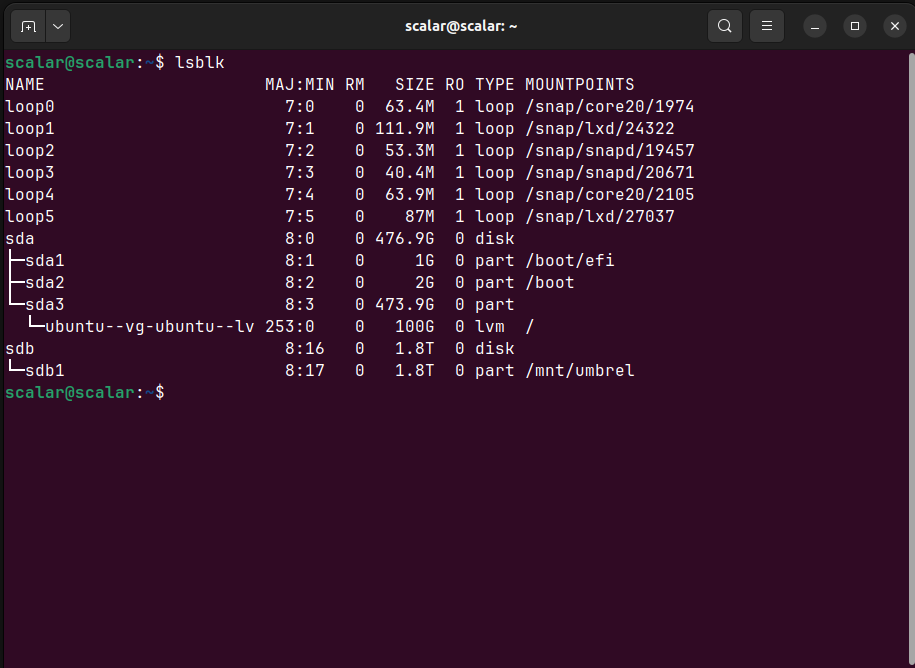 scalar@scalar: ~
scalar@scalar:~$ lsblk
NAME                      MAJ:MIN RM   SIZE RO TYPE MOUNTPOINTS
loop0                       7:0    0  63.4M  1 loop /snap/core20/1974
loop1                       7:1    0 111.9M  1 loop /snap/lxd/24322
loop2                       7:2    0  53.3M  1 loop /snap/snapd/19457
loop3                       7:3    0  40.4M  1 loop /snap/snapd/20671
loop4                       7:4    0  63.9M  1 loop /snap/core20/2105
loop5                       7:5    0    87M  1 loop /snap/lxd/27037
sda                         8:0    0 476.9G  0 disk
├─sda1                      8:1    0     1G  0 part /boot/efi
├─sda2                      8:2    0     2G  0 part /boot
└─sda3                      8:3    0 473.9G  0 part
  └─ubuntu--vg-ubuntu--lv 253:0    0   100G  0 lvm  /
sdb                         8:16   0   1.8T  0 disk
└─sdb1                      8:17   0   1.8T  0 part /mnt/umbrel
scalar@scalar:~$